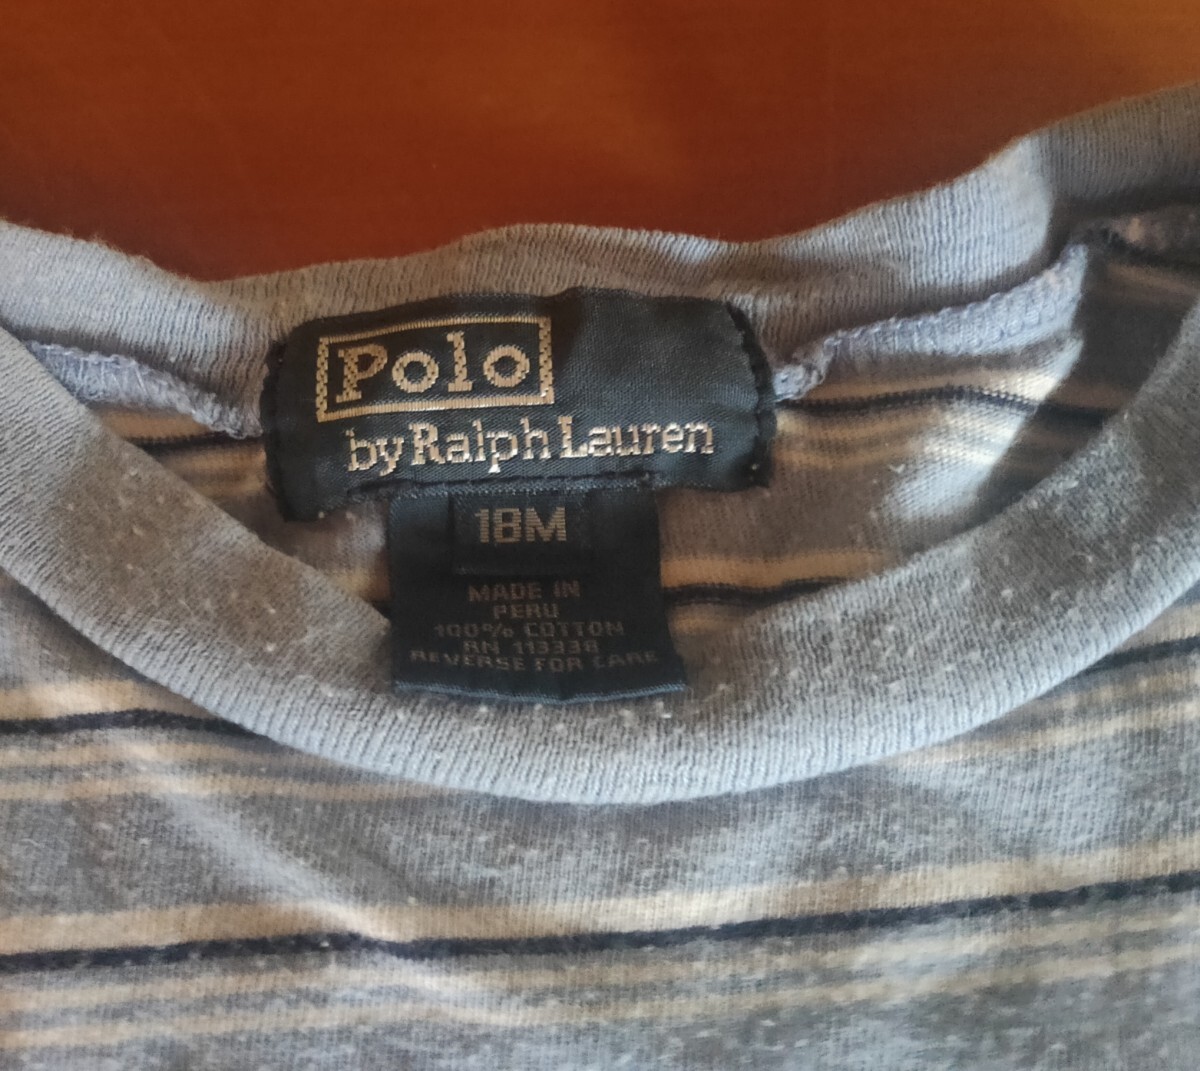 Polo
by Ralph Lauren
18M
MADE IN
PERU
100% COTTON
RN 113338
REVERSE FOR CARE